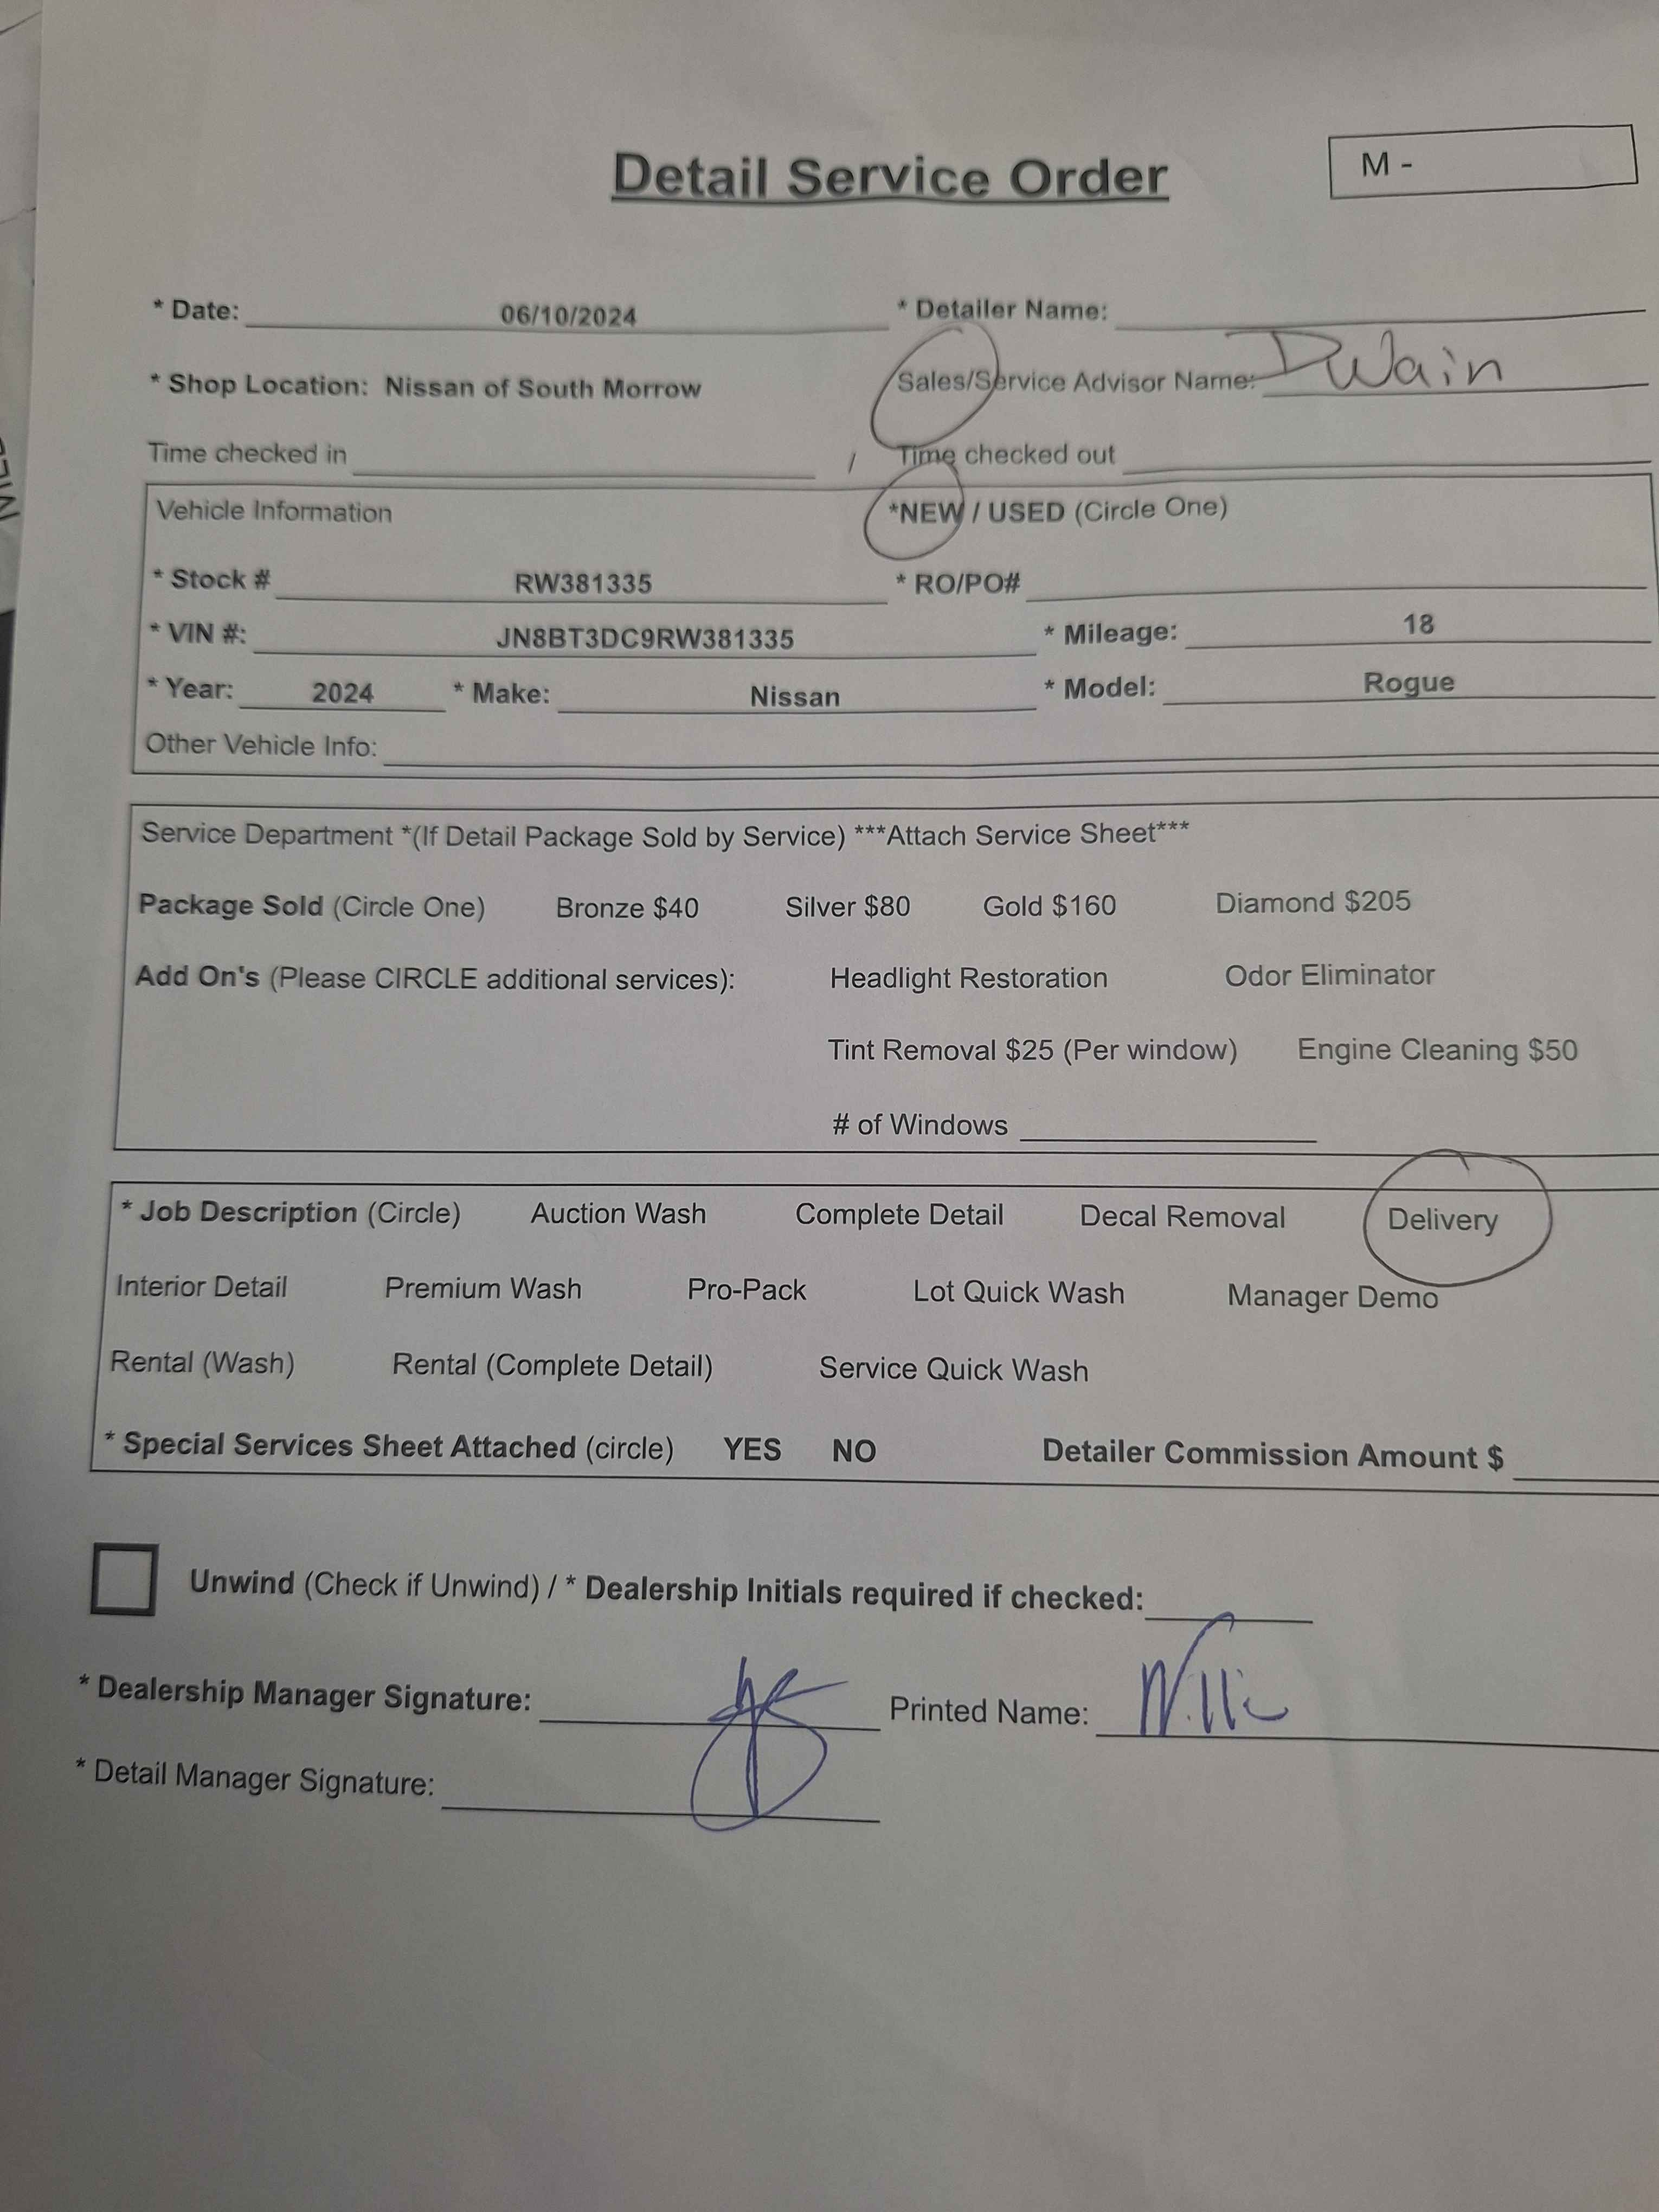 Detail Service Order
M -
* Date: 06/10/2024 * Detailer Name:
* Shop Location: Nissan of South Morrow Sales/Service Advisor Name: DWain
Time checked in / Time checked out
Vehicle Information *NEW / USED (Circle One)
* Stock # RW381335 * RO/PO#
* VIN #: JN8BT3DC9RW381335 * Mileage: 18
* Year: 2024 * Make: Nissan * Model: Rogue
Other Vehicle Info:
Service Department *(If Detail Package Sold by Service) ***Attach Service Sheet***
Package Sold (Circle One) Bronze $40 Silver $80 Gold $160 Diamond $205
Add On's (Please CIRCLE additional services): Headlight Restoration Odor Eliminator
Tint Removal $25 (Per window) Engine Cleaning $50
# of Windows
* Job Description (Circle) Auction Wash Complete Detail Decal Removal Delivery
Interior Detail Premium Wash Pro-Pack Lot Quick Wash Manager Demo
Rental (Wash) Rental (Complete Detail) Service Quick Wash
* Special Services Sheet Attached (circle) YES NO Detailer Commission Amount $
Unwind (Check if Unwind) / * Dealership Initials required if checked:
* Dealership Manager Signature: Printed Name:
* Detail Manager Signature: